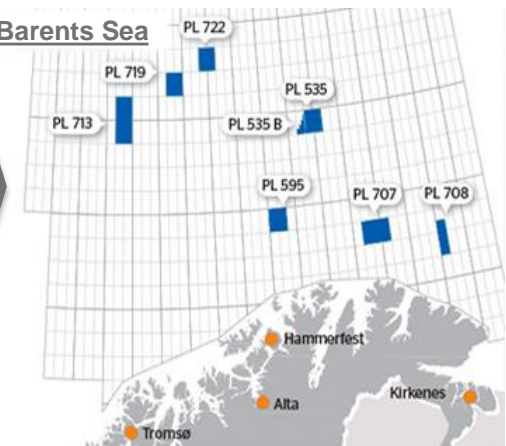 Barents Sea
PL 722
PL 719
PL 535
PL 713
PL 535 B
PL 595
PL 707
PL 708
Hammerfest
Kirkenes
Alta
Tromsø